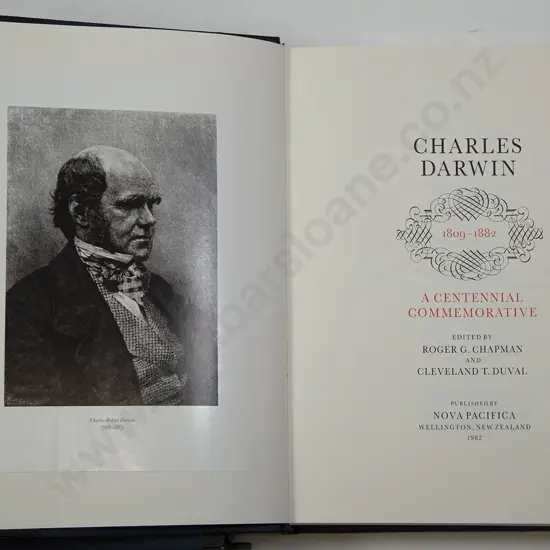 Charles Robert Darwin
(1809-1882)
CHARLES
DARWIN
1809-1882
A CENTENNIAL
COMMEMORATIVE
EDITED BY
ROGER G. CHAPMAN
AND
CLEVELAND T. DUVAL
PUBLISHED BY
NOVA PACIFICA
WELLINGTON, NEW ZEALAND
1982